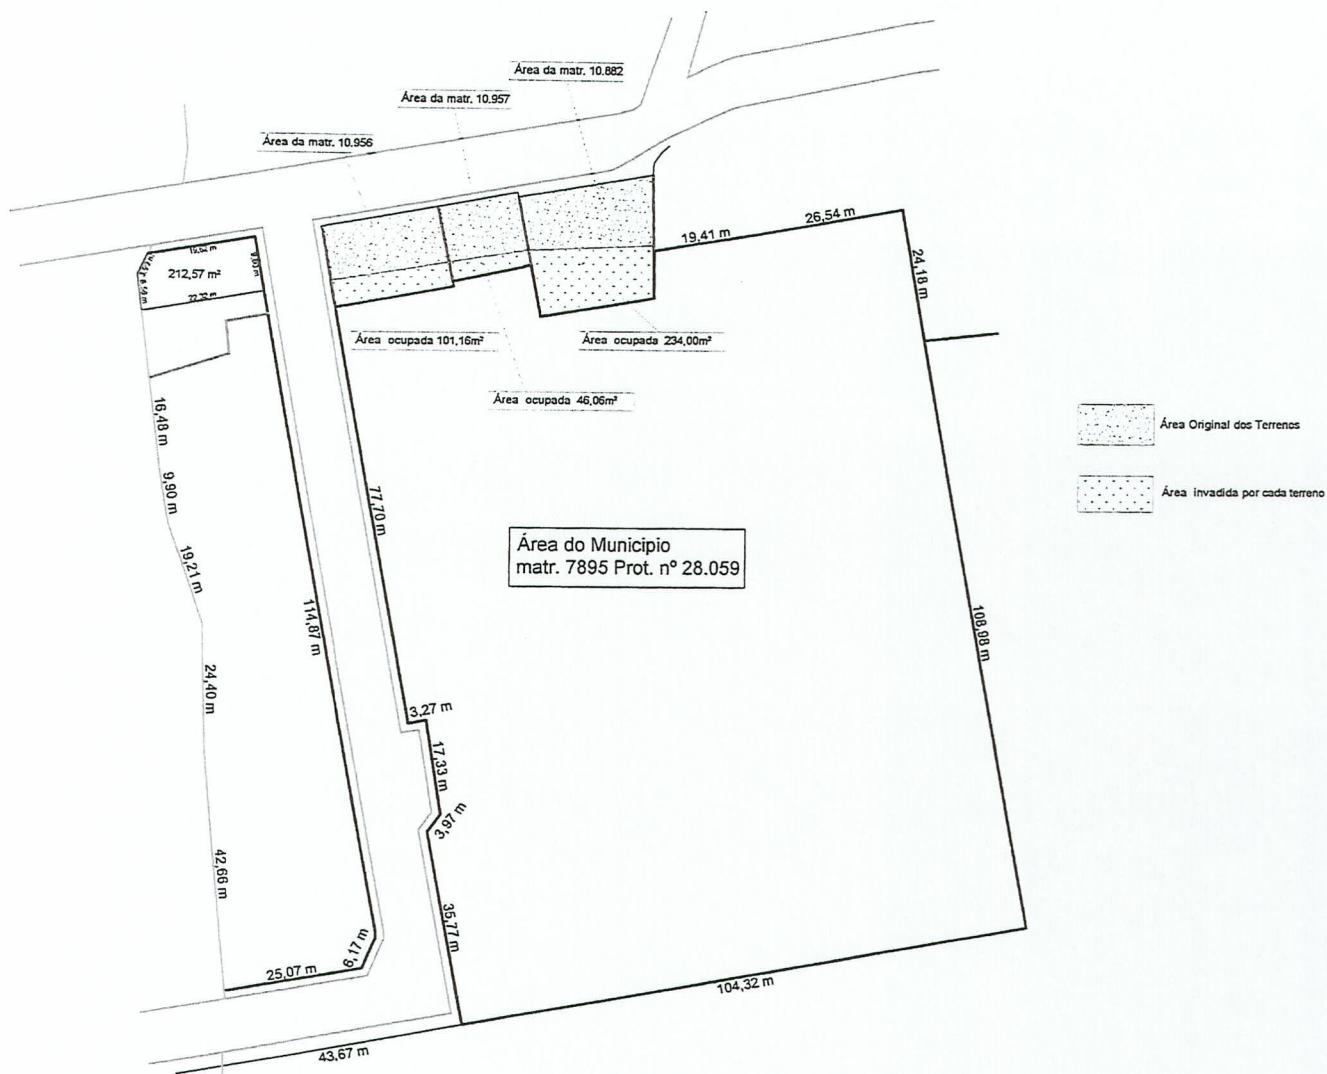 Área da matr. 10.882
Área da matr. 10.957
Área da matr. 10.956
26,54 m
19,41 m
24,18 m
212,57 m²
22,32 m
Área ocupada 101,16m²
Área ocupada 234,00m²
Área ocupada 46,06m²
16,48 m
9,90 m
19,21 m
24,40 m
42,66 m
114,87 m
77,70 m
Área Original dos Terrenos
Área invadida por cada terreno
Área do Municipio
matr. 7895 Prot. nº 28.059
108,98 m
3,27 m
17,33 m
3,97 m
35,77 m
6,17 m
25,07 m
104,32 m
43,67 m